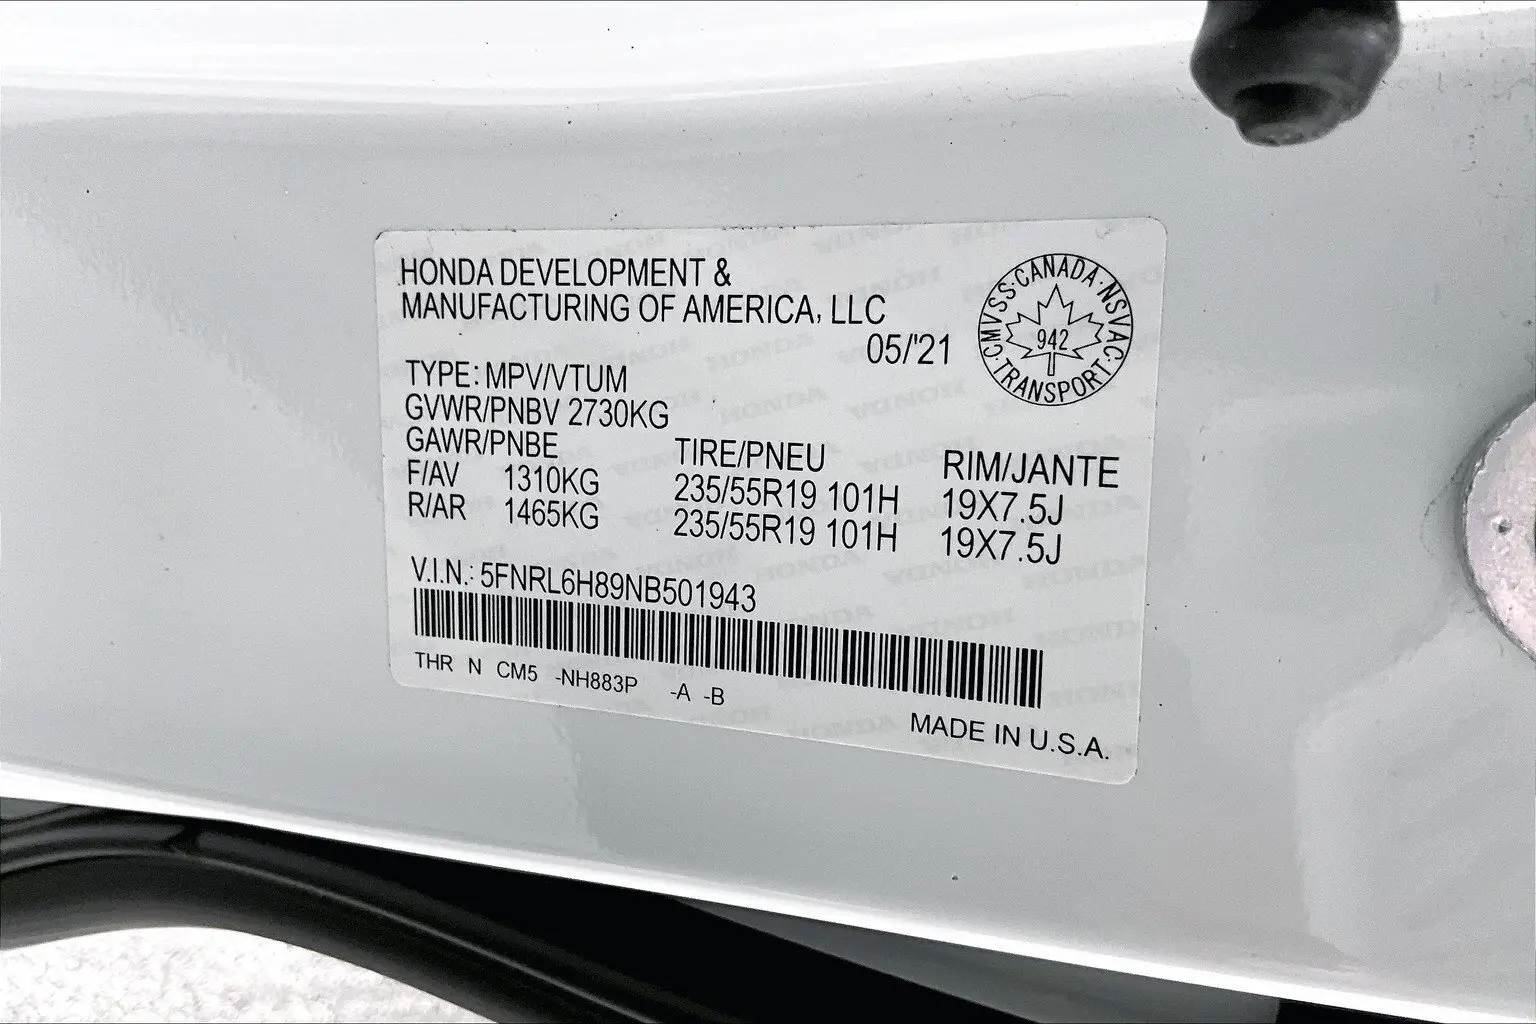 HONDA DEVELOPMENT &
MANUFACTURING OF AMERICA, LLC
05/'21
CMVSS·CANADA·NSVAC·TRANSPORT·
942
TYPE: MPV/VTUM
GVWR/PNBV 2730KG
GAWR/PNBE TIRE/PNEU RIM/JANTE
F/AV 1310KG 235/55R19 101H 19X7.5J
R/AR 1465KG 235/55R19 101H 19X7.5J
V.I.N.: 5FNRL6H89NB501943
THR N CM5 -NH883P -A -B
MADE IN U.S.A.